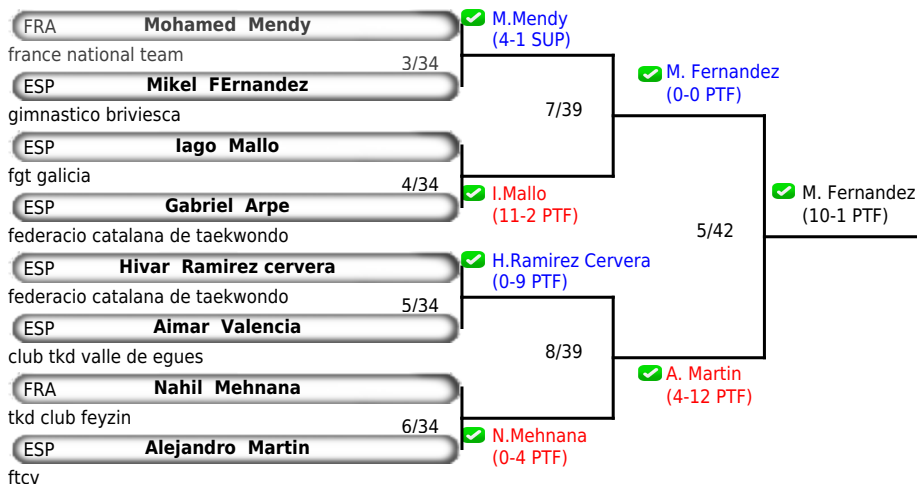 FRA Mohamed Mendy
france national team
3/34
ESP Mikel FErnandez
gimnastico briviesca
ESP Iago Mallo
fgt galicia
4/34
ESP Gabriel Arpe
federacio catalana de taekwondo
ESP Hivar Ramirez cervera
federacio catalana de taekwondo
5/34
ESP Aimar Valencia
club tkd valle de egues
FRA Nahil Mehnana
tkd club feyzin
6/34
ESP Alejandro Martin
ftcv
M.Mendy
(4-1 SUP)
7/39
I.Mallo
(11-2 PTF)
H.Ramirez Cervera
(0-9 PTF)
8/39
N.Mehnana
(0-4 PTF)
M. Fernandez
(0-0 PTF)
5/42
A. Martin
(4-12 PTF)
M. Fernandez
(10-1 PTF)